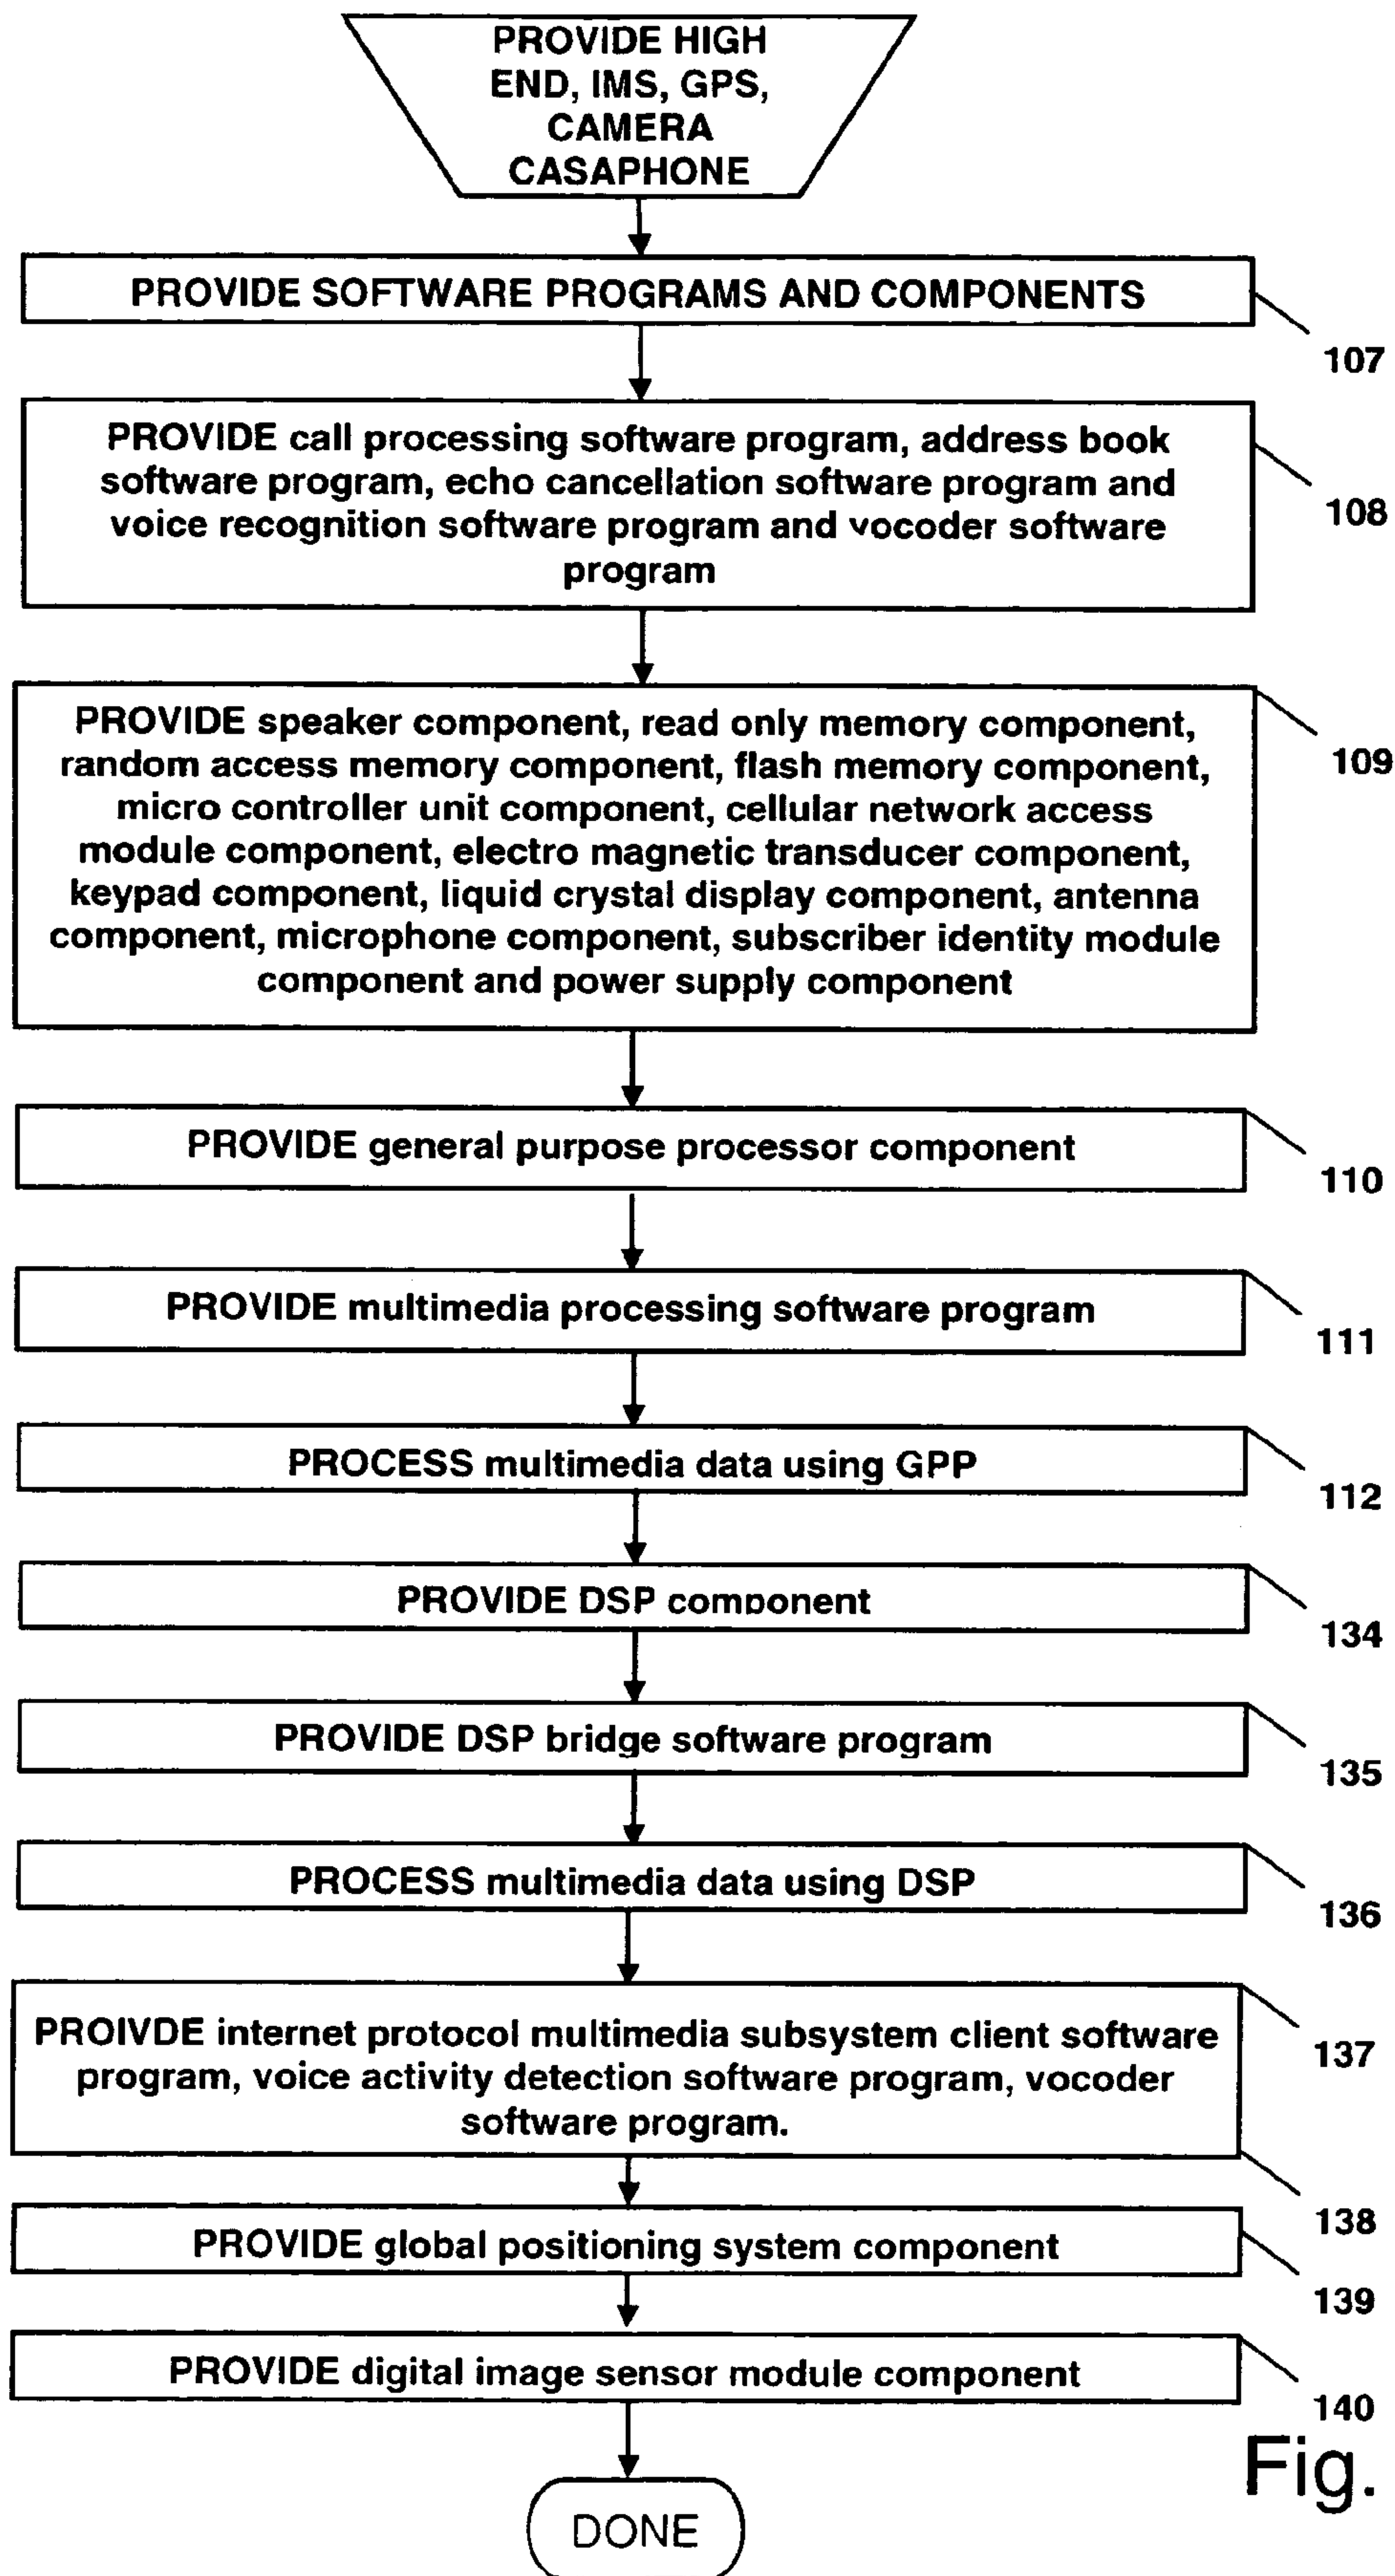 PROVIDE HIGH
END, IMS, GPS,
CAMERA
CASAPHONE
PROVIDE SOFTWARE PROGRAMS AND COMPONENTS
107
PROVIDE call processing software program, address book
software program, echo cancellation software program and
voice recognition software program and vocoder software
program
108
PROVIDE speaker component, read only memory component,
random access memory component, flash memory component,
micro controller unit component, cellular network access
module component, electro magnetic transducer component,
keypad component, liquid crystal display component, antenna
component, microphone component, subscriber identity module
component and power supply component
109
PROVIDE general purpose processor component
110
PROVIDE multimedia processing software program
111
PROCESS multimedia data using GPP
112
PROVIDE DSP component
134
PROVIDE DSP bridge software program
135
PROCESS multimedia data using DSP
136
PROIVDE internet protocol multimedia subsystem client software
program, voice activity detection software program, vocoder
software program.
137
138
PROVIDE global positioning system component
139
PROVIDE digital image sensor module component
140
Fig.
DONE